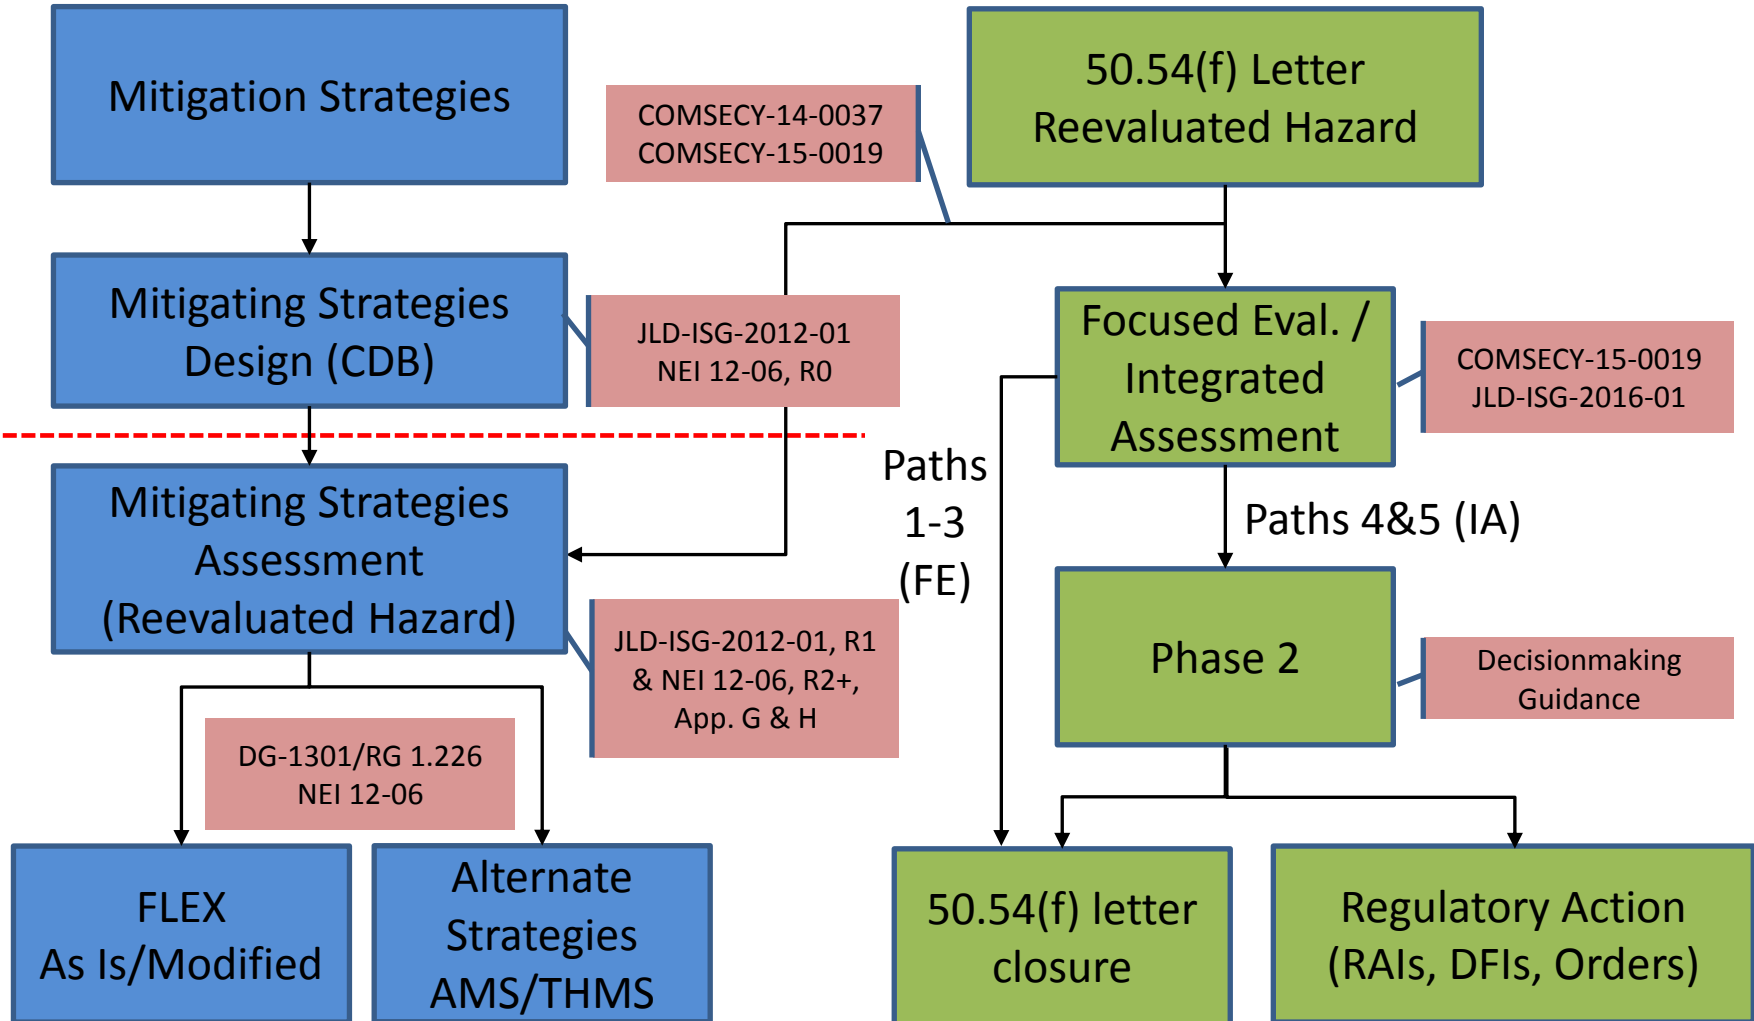 Mitigation Strategies
50.54(f) Letter
Reevaluated Hazard
COMSECY-14-0037
COMSECY-15-0019
Mitigating Strategies
Design (CDB)
JLD-ISG-2012-01
NEI 12-06, R0
Focused Eval. /
Integrated
Assessment
COMSECY-15-0019
JLD-ISG-2016-01
Mitigating Strategies
Assessment
(Reevaluated Hazard)
Paths
1-3
(FE)
Paths 4&5 (IA)
JLD-ISG-2012-01, R1
& NEI 12-06, R2+,
App. G & H
Phase 2
Decisionmaking
Guidance
DG-1301/RG 1.226
NEI 12-06
FLEX
As Is/Modified
Alternate
Strategies
AMS/THMS
50.54(f) letter
closure
Regulatory Action
(RAIs, DFIs, Orders)